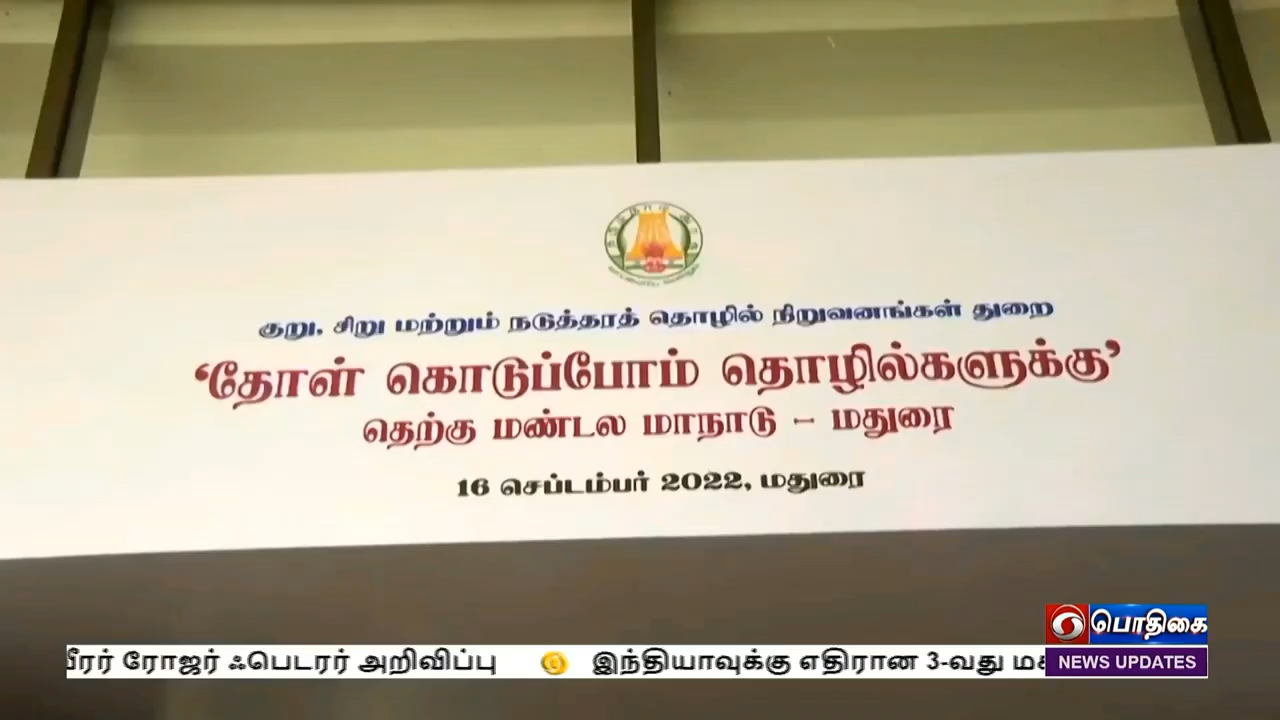 குறு, சிறு மற்றும் நடுத்தரத் தொழில் நிறுவனங்கள் துறை
‘தோள் கொடுப்போம் தொழில்களுக்கு’
தெற்கு மண்டல மாநாடு – மதுரை
16 செப்டம்பர் 2022, மதுரை
பொதிகை
ரர் ரோஜர் ஃபெடரர் அறிவிப்பு இந்தியாவுக்கு எதிரான 3-வது
NEWS UPDATES